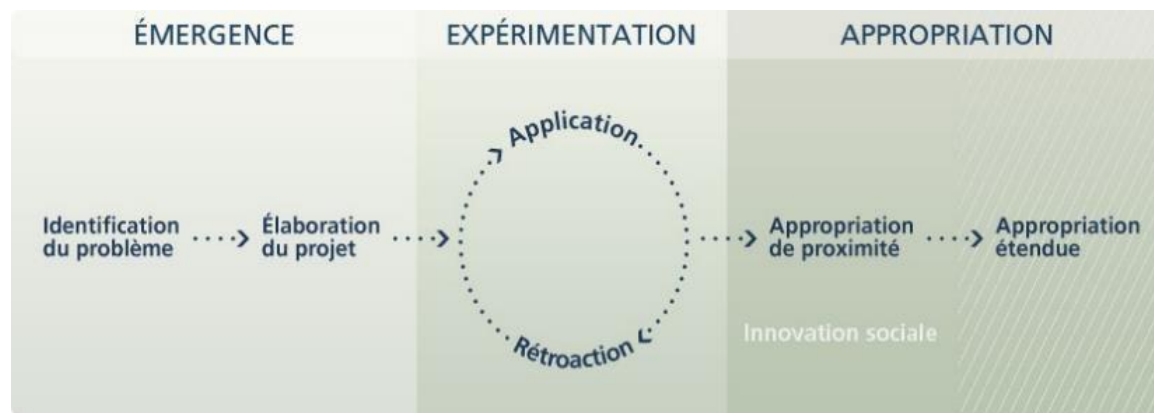 ÉMERGENCE
EXPÉRIMENTATION
APPROPRIATION
Application
Identification
du problème
Élaboration
du projet
Appropriation
de proximité
Appropriation
étendue
Rétroaction
Innovation sociale